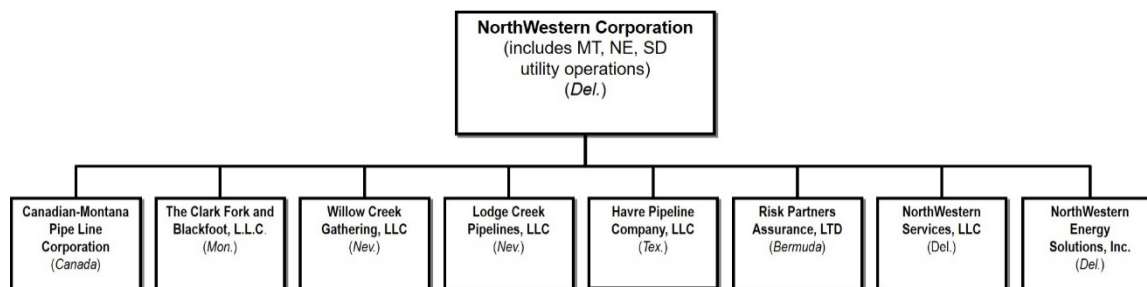 NorthWestern Corporation
(includes MT, NE, SD
utility operations)
(Del.)
Canadian-Montana
Pipe Line
Corporation
(Canada)
The Clark Fork and
Blackfoot, L.L.C.
(Mon.)
Willow Creek
Gathering, LLC
(Nev.)
Lodge Creek
Pipelines, LLC
(Nev.)
Havre Pipeline
Company, LLC
(Tex.)
Risk Partners
Assurance, LTD
(Bermuda)
NorthWestern
Services, LLC
(Del.)
NorthWestern
Energy
Solutions, Inc.
(Del.)